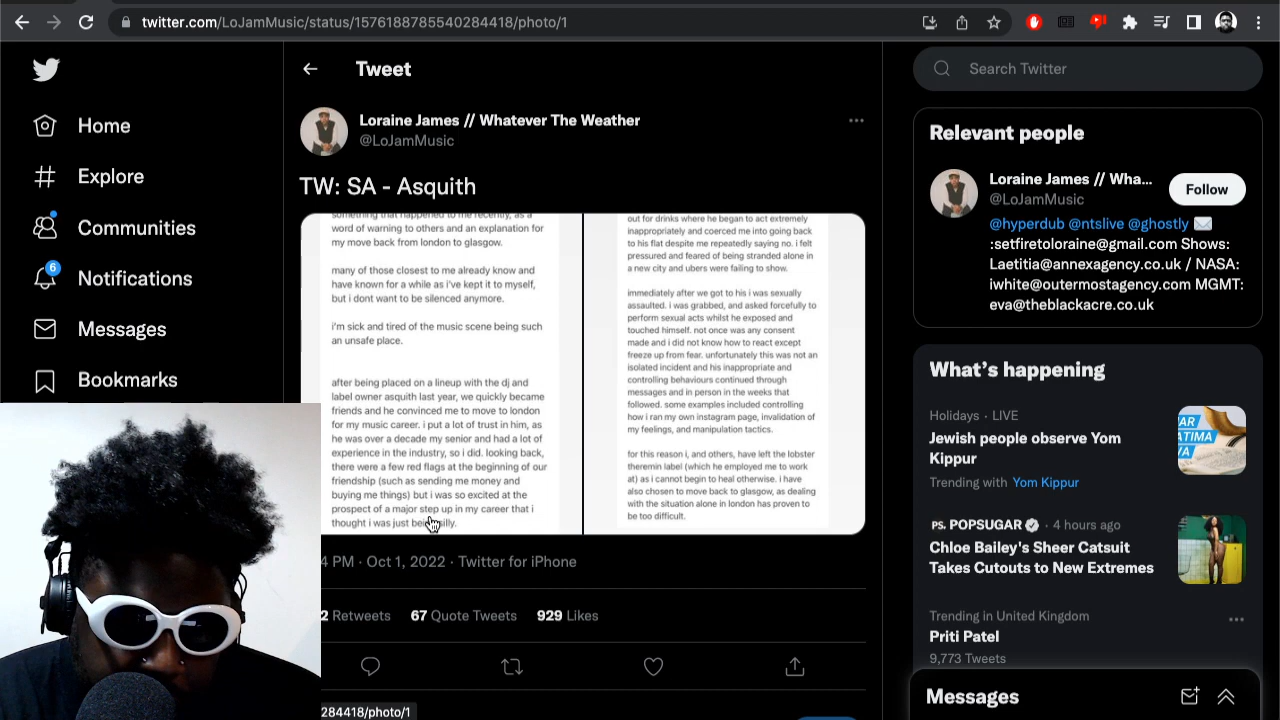 twitter.com/LoJamMusic/status/1576188785540284418/photo/1
Home
Explore
Communities
6
Notifications
Messages
Bookmarks
Tweet
Loraine James // Whatever The Weather
@LoJamMusic
TW: SA - Asquith
something that happened to me recently, as a
word of warning to others and an explanation for
my move back from london to glasgow.
many of those closest to me already know and
have known for a while as i've kept it to myself,
but i dont want to be silenced anymore.
i'm sick and tired of the music scene being such
an unsafe place.
after being placed on a lineup with the dj and
label owner asquith last year, we quickly became
friends and he convinced me to move to london
for my music career. i put a lot of trust in him, as
he was over a decade my senior and had a lot of
experience in the industry, so i did. looking back,
there were a few red flags at the beginning of our
friendship (such as sending me money and
buying me things) but i was so excited at the
prospect of a major step up in my career that i
thought i was just being silly.
out for drinks where he began to act extremely
inappropriately and coerced me into going back
to his flat despite me repeatedly saying no. i felt
pressured and feared of being stranded alone in
a new city and ubers were failing to show.
immediately after we got to his i was sexually
assaulted. i was grabbed, and asked forcefully to
perform sexual acts whilst he exposed and
touched himself. not once was any consent
made and i did not know how to react except
freeze up from fear. unfortunately this was not an
isolated incident and his inappropriate and
controlling behaviours continued through
messages and in person in the weeks that
followed. some examples included controlling
how i ran my own instagram page, invalidation of
my feelings, and manipulation tactics.
for this reason i, and others, have left the lobster
theremin label (which he employed me to work
at) as i cannot begin to heal otherwise. i have
also chosen to move back to glasgow, as dealing
with the situation alone in london has proven to
be too difficult.
4 PM · Oct 1, 2022 · Twitter for iPhone
2 Retweets 67 Quote Tweets 929 Likes
284418/photo/1
Search Twitter
Relevant people
Loraine James // Wha...
@LoJamMusic
Follow
@hyperdub @ntslive @ghostly ✉️
:setfiretoloraine@gmail.com Shows:
Laetitia@annexagency.co.uk / NASA:
iwhite@outermostagency.com MGMT:
eva@theblackacre.co.uk
What's happening
Holidays · LIVE
Jewish people observe Yom
Kippur
Trending with Yom Kippur
PS. POPSUGAR · 4 hours ago
Chloe Bailey's Sheer Catsuit
Takes Cutouts to New Extremes
Trending in United Kingdom
Priti Patel
9,773 Tweets
Messages